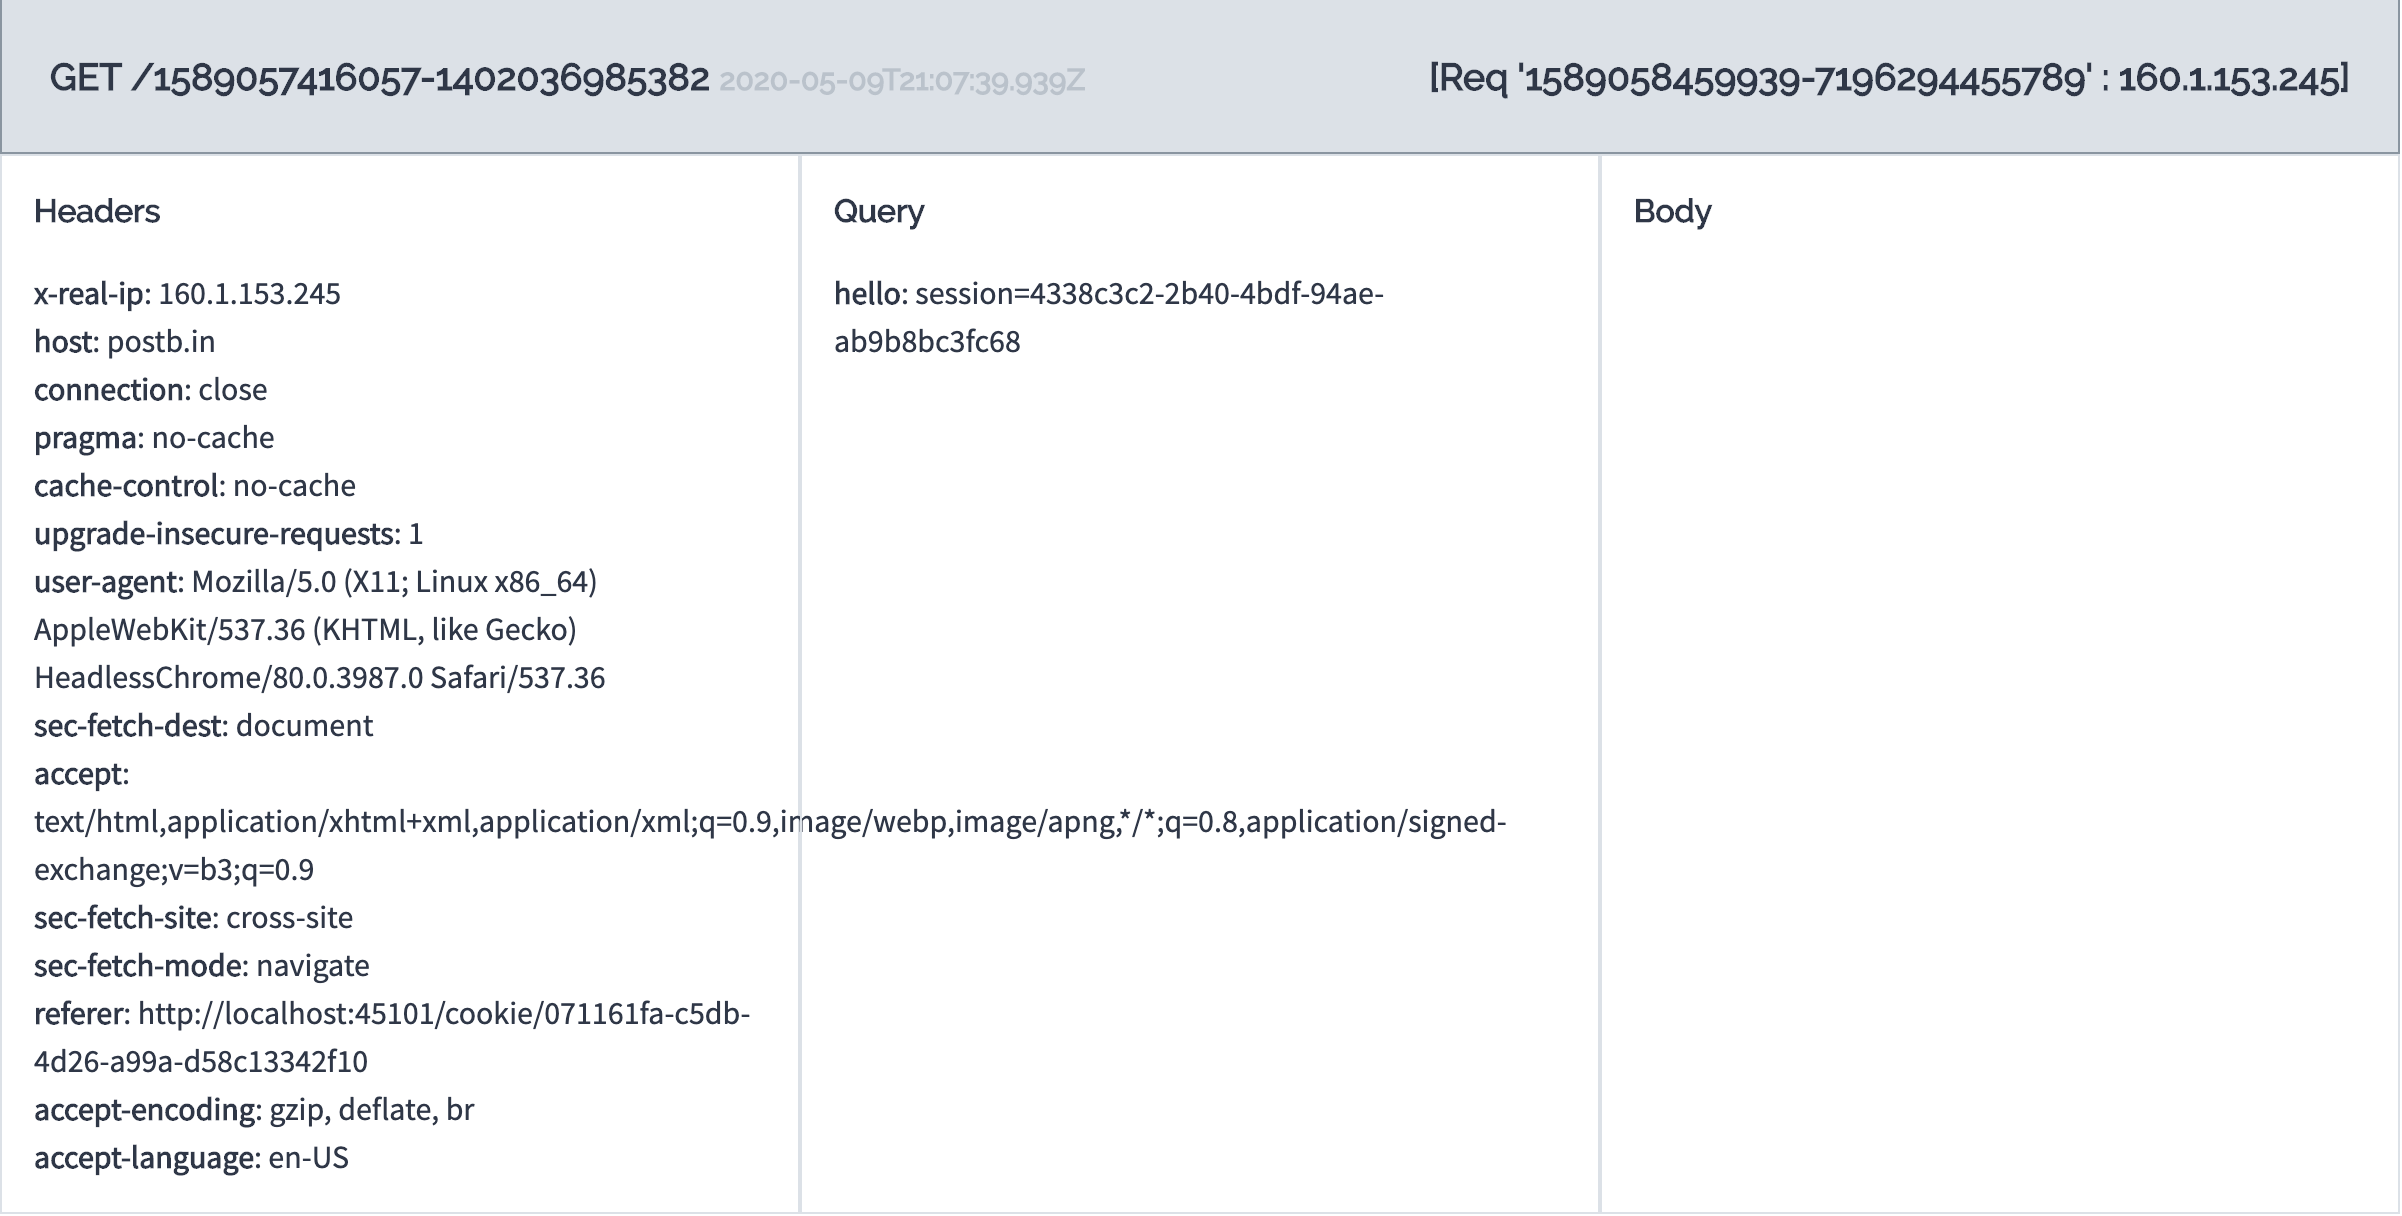 GET /1589057416057-1402036985382 2020-05-09T21:07:39.939Z
[Req '1589058459939-7196294455789' : 160.1.153.245]
Headers
x-real-ip: 160.1.153.245
host: postb.in
connection: close
pragma: no-cache
cache-control: no-cache
upgrade-insecure-requests: 1
user-agent: Mozilla/5.0 (X11; Linux x86_64)
AppleWebKit/537.36 (KHTML, like Gecko)
HeadlessChrome/80.0.3987.0 Safari/537.36
sec-fetch-dest: document
accept:
text/html,application/xhtml+xml,application/xml;q=0.9,image/webp,image/apng,*/*;q=0.8,application/signed-
exchange;v=b3;q=0.9
sec-fetch-site: cross-site
sec-fetch-mode: navigate
referer: http://localhost:45101/cookie/071161fa-c5db-
4d26-a99a-d58c13342f10
accept-encoding: gzip, deflate, br
accept-language: en-US
Query
hello: session=4338c3c2-2b40-4bdf-94ae-
ab9b8bc3fc68
Body